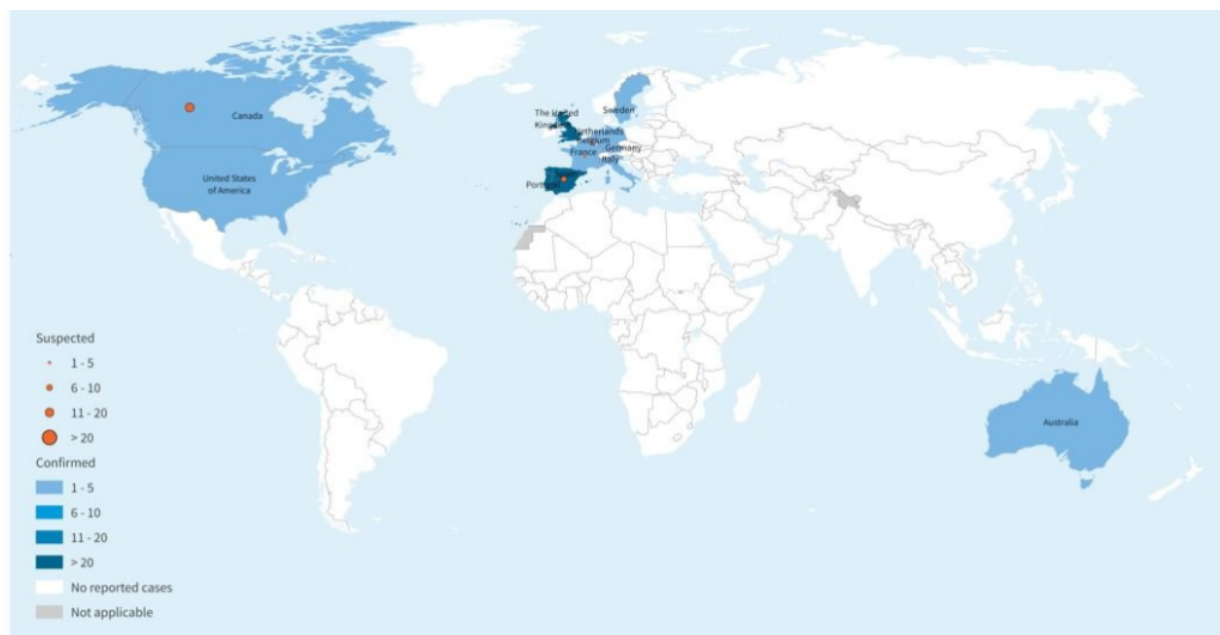 Canada
United States
of America
The United
Kingdom
Sweden
Netherlands
Belgium
Germany
France
Italy
Portugal
Australia
Suspected
1 - 5
6 - 10
11 - 20
> 20
Confirmed
1 - 5
6 - 10
11 - 20
> 20
No reported cases
Not applicable